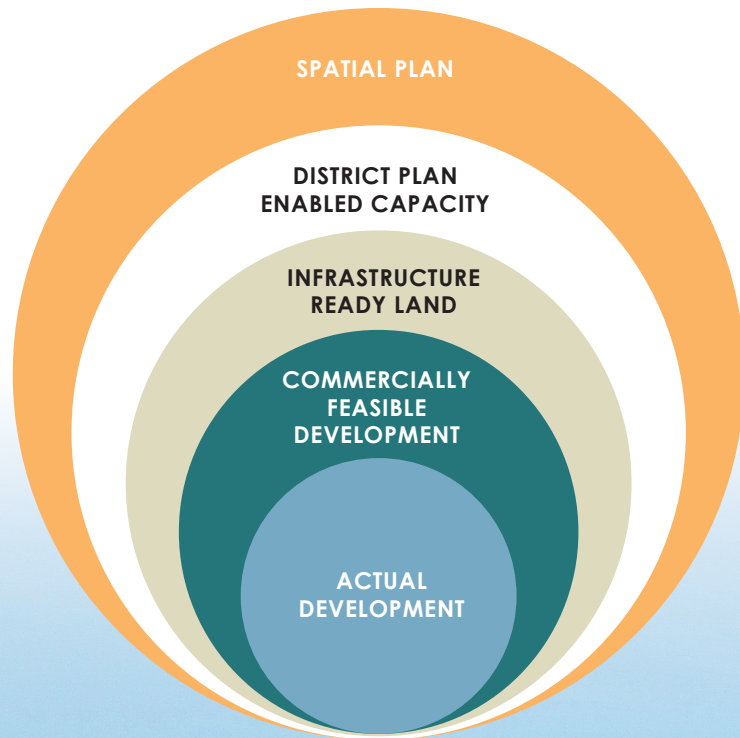 SPATIAL PLAN
DISTRICT PLAN
ENABLED CAPACITY
INFRASTRUCTURE
READY LAND
COMMERCIALLY
FEASIBLE
DEVELOPMENT
ACTUAL
DEVELOPMENT